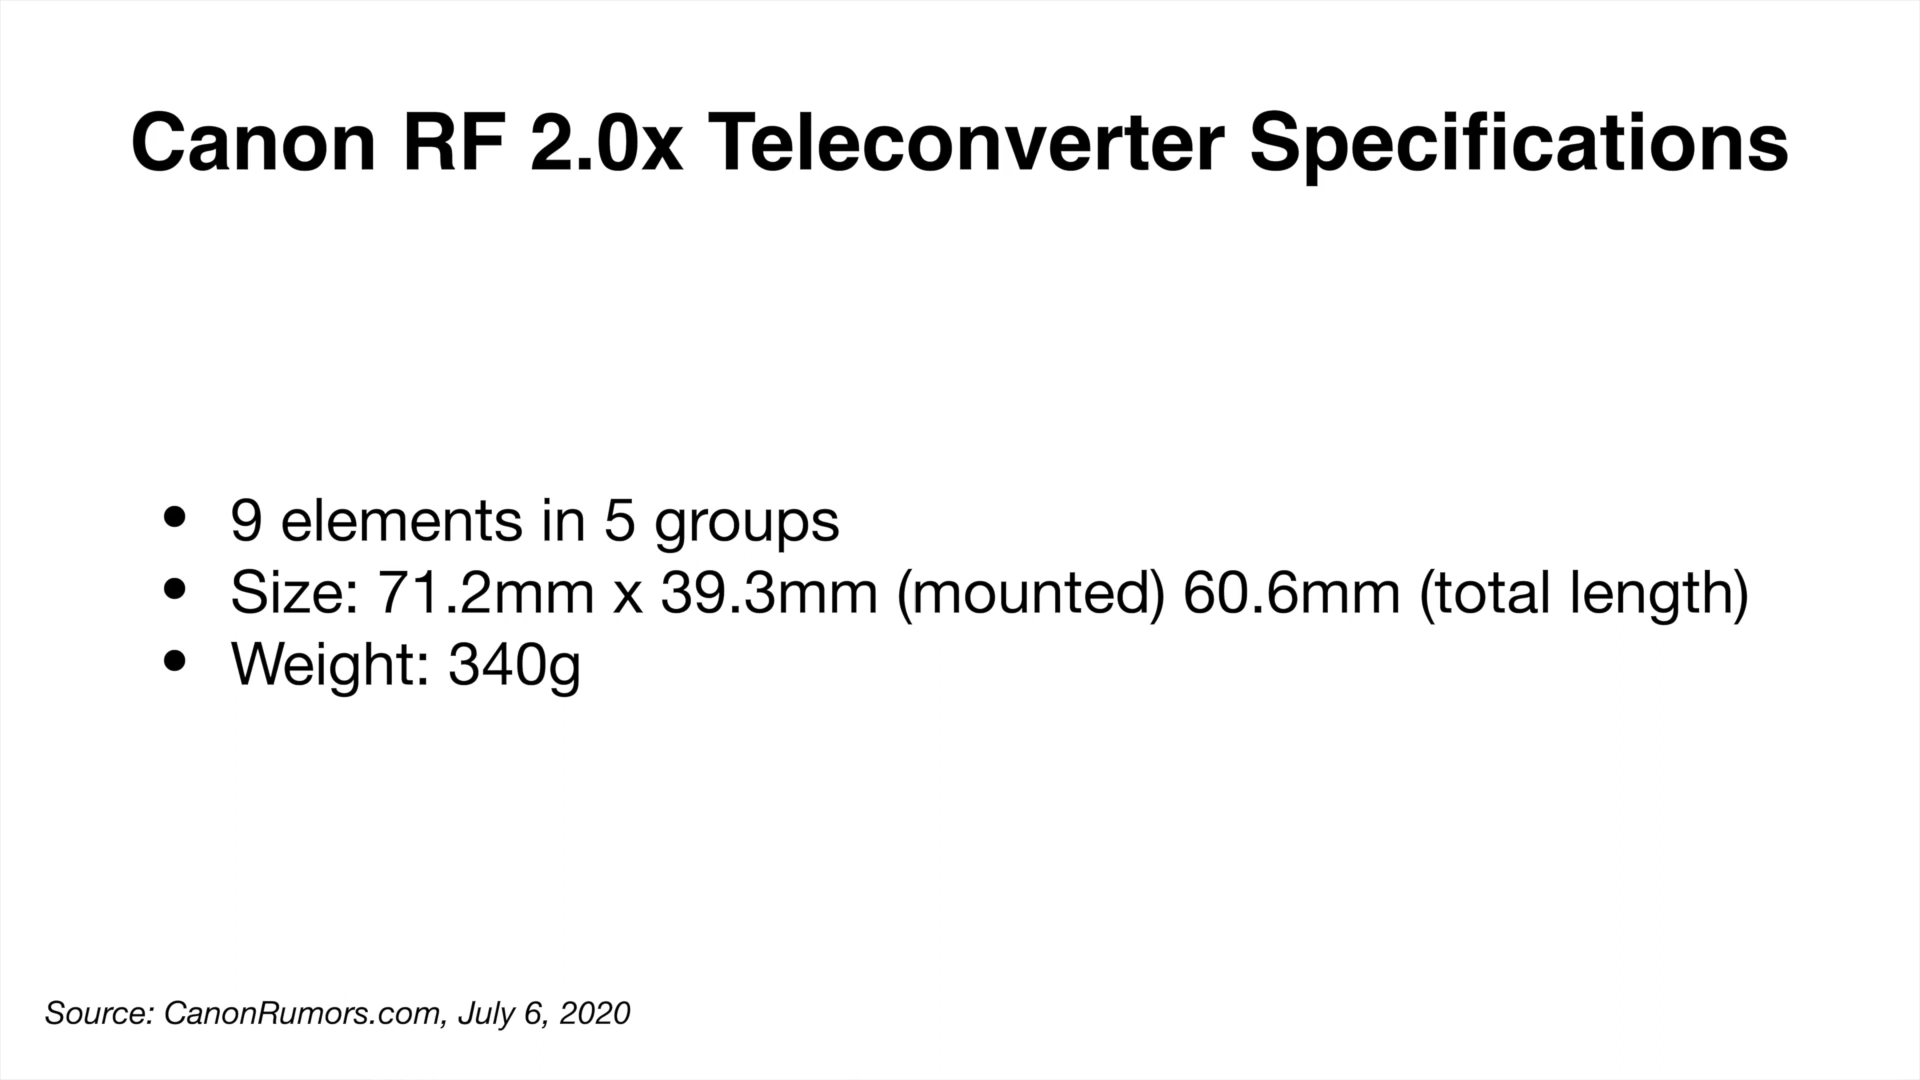 Canon RF 2.0x Teleconverter Specifications
• 9 elements in 5 groups
• Size: 71.2mm x 39.3mm (mounted) 60.6mm (total length)
• Weight: 340g
Source: CanonRumors.com, July 6, 2020